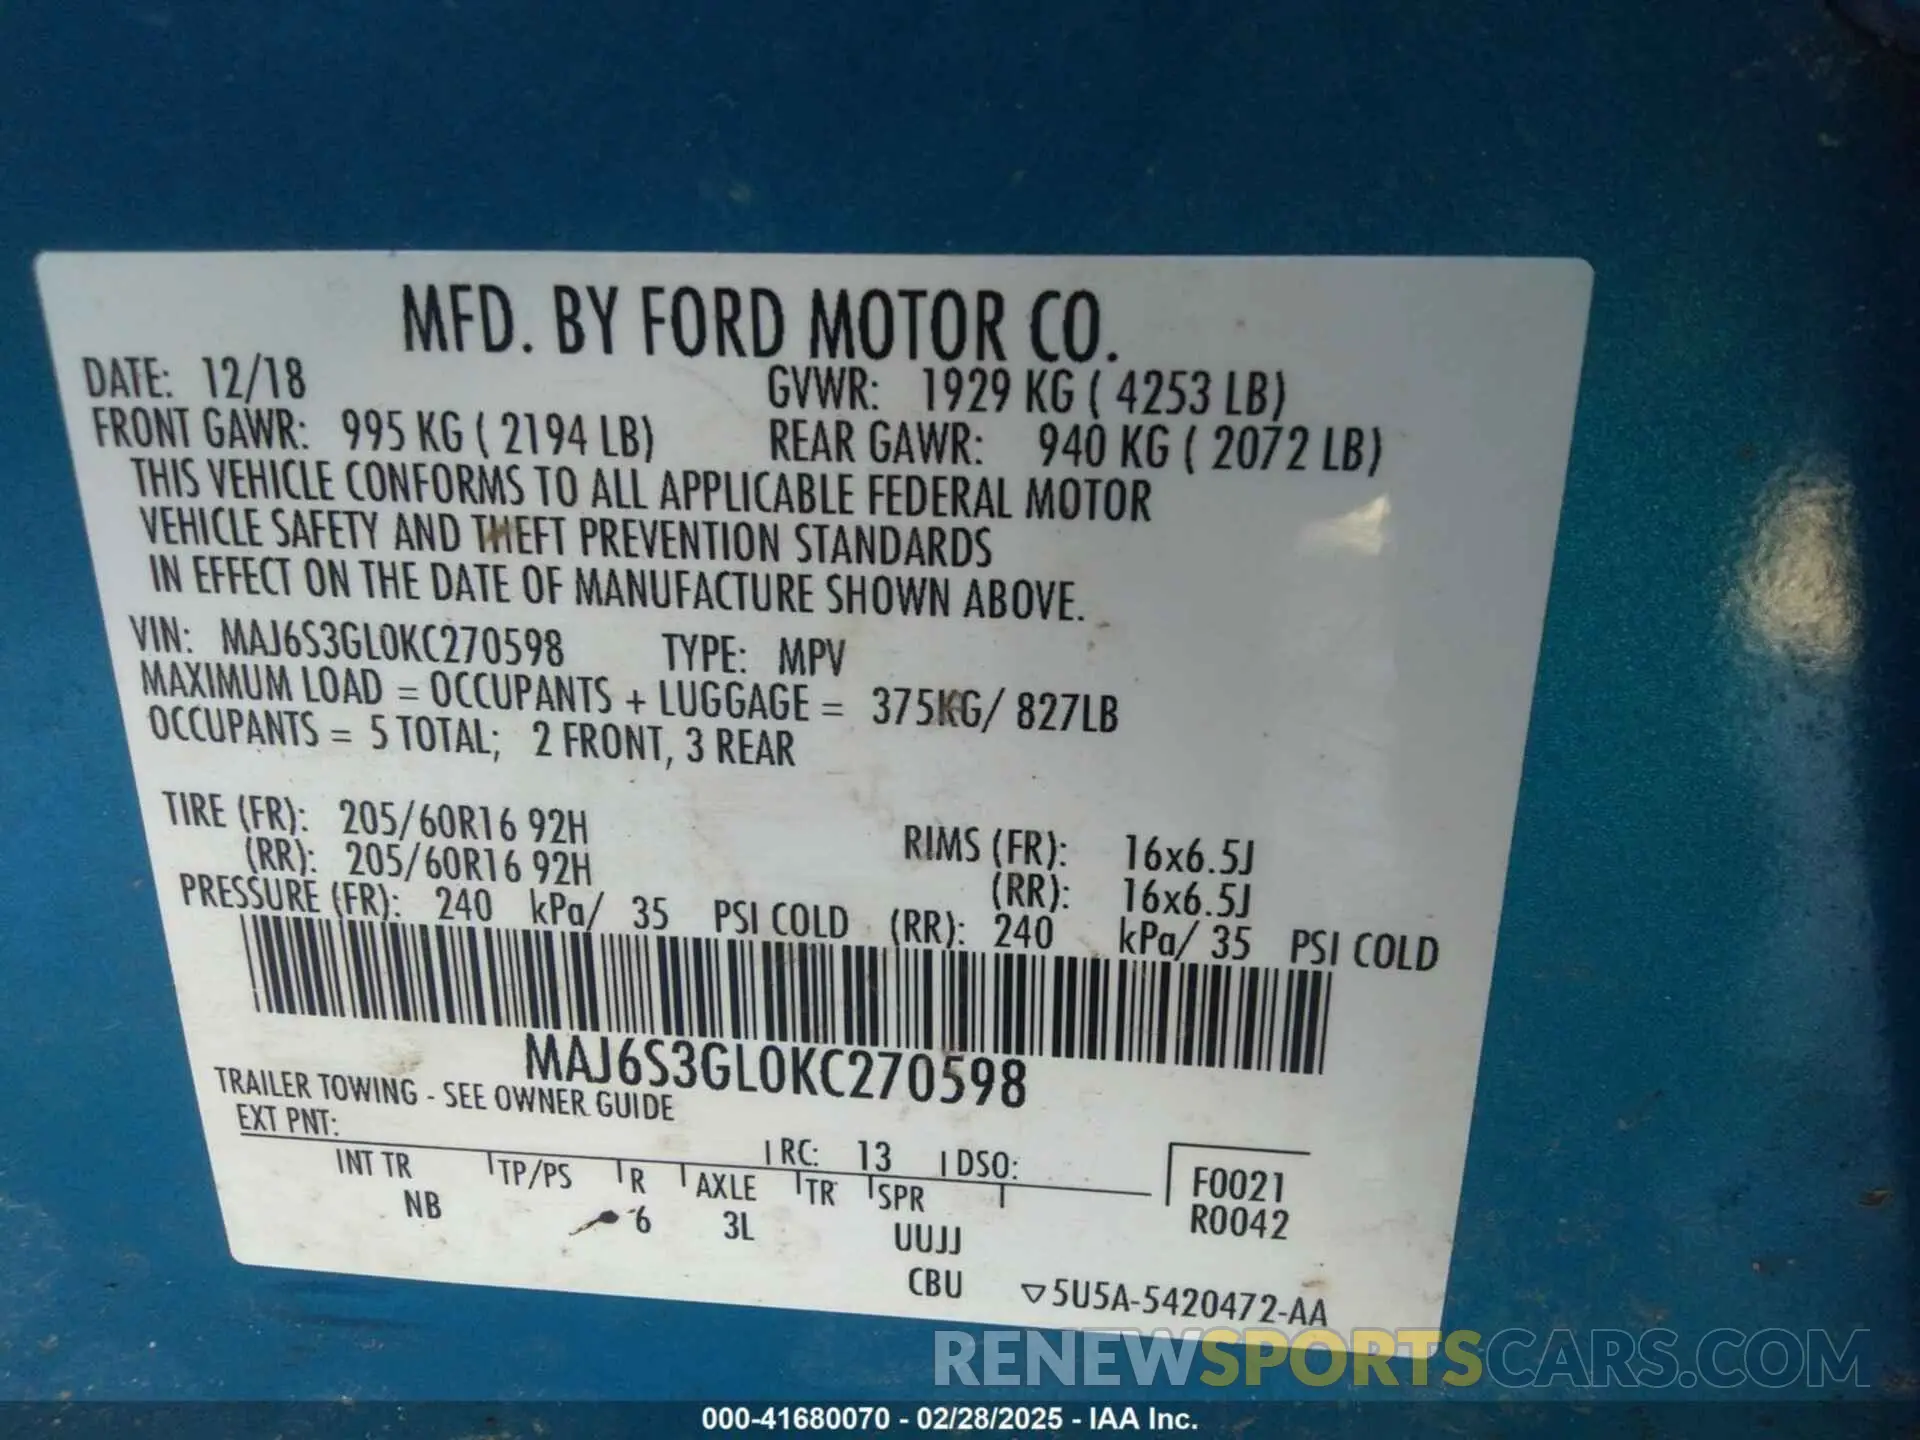 MFD. BY FORD MOTOR CO.
DATE: 12/18 GVWR: 1929 KG ( 4253 LB)
FRONT GAWR: 995 KG ( 2194 LB) REAR GAWR: 940 KG ( 2072 LB)
THIS VEHICLE CONFORMS TO ALL APPLICABLE FEDERAL MOTOR
VEHICLE SAFETY AND THEFT PREVENTION STANDARDS
IN EFFECT ON THE DATE OF MANUFACTURE SHOWN ABOVE.
VIN: MAJ6S3GL0KC270598 TYPE: MPV
MAXIMUM LOAD = OCCUPANTS + LUGGAGE = 375KG/ 827LB
OCCUPANTS = 5 TOTAL; 2 FRONT, 3 REAR
TIRE (FR): 205/60R16 92H RIMS (FR): 16x6.5J
(RR): 205/60R16 92H (RR): 16x6.5J
PRESSURE (FR): 240 kPa/ 35 PSI COLD (RR): 240 kPa/ 35 PSI COLD
MAJ6S3GL0KC270598
TRAILER TOWING - SEE OWNER GUIDE
EXT PNT: RC: 13 DSO:
INT TR TP/PS R AXLE TR SPR F0021
NB 6 3L UUJJ R0042
CBU ▽5U5A-5420472-AA
RENEWSPORTSCARS.COM
000-41680070 - 02/28/2025 - IAA Inc.